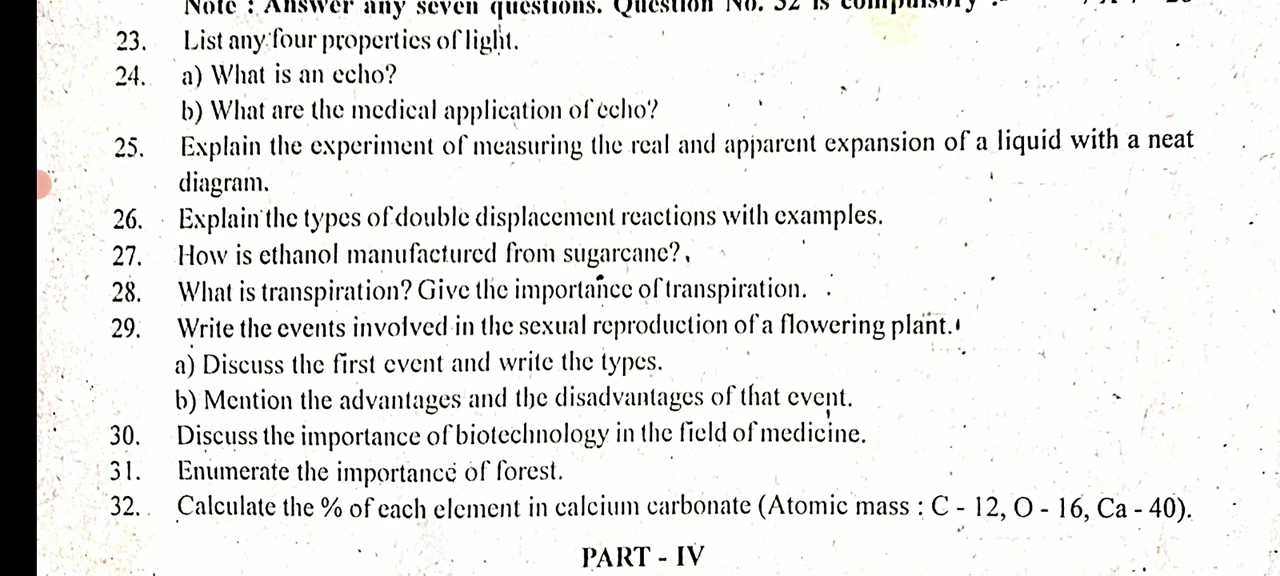 Note : Answer any seven questions. Question No. 32 is compulsory :-
23. List any four properties of light.
24. a) What is an echo?
b) What are the medical application of echo?
25. Explain the experiment of measuring the real and apparent expansion of a liquid with a neat
diagram.
26. Explain the types of double displacement reactions with examples.
27. How is ethanol manufactured from sugarcane?
28. What is transpiration? Give the importance of transpiration.
29. Write the events involved in the sexual reproduction of a flowering plant.
a) Discuss the first event and write the types.
b) Mention the advantages and the disadvantages of that event.
30. Discuss the importance of biotechnology in the field of medicine.
31. Enumerate the importance of forest.
32. Calculate the % of each element in calcium carbonate (Atomic mass : C - 12, O - 16, Ca - 40).
PART - IV